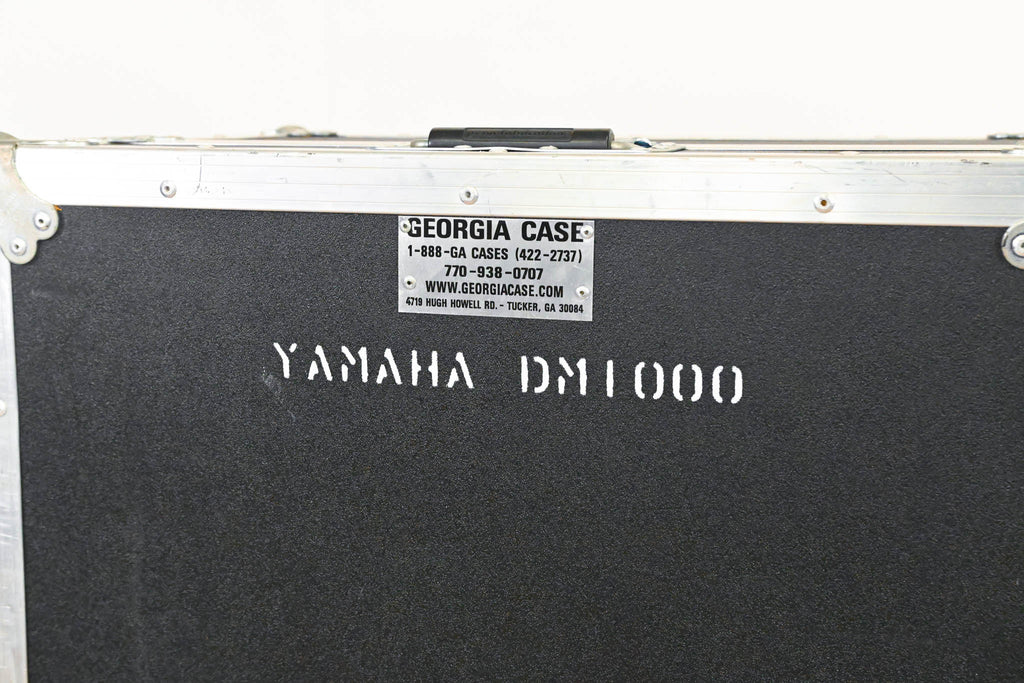 GEORGIA CASE
1-888-GA CASES (422-2737)
770-938-0707
WWW.GEORGIACASE.COM
4719 HUGH HOWELL RD. - TUCKER, GA 30084
YAMAHA DM1000